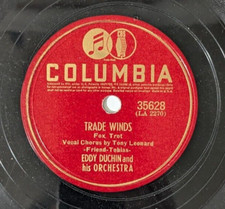 COLUMBIA
35628
(LA 2270)
TRADE WINDS
Fox Trot
Vocal Chorus by Tony Leonard
-Friend-Tobias-
EDDY DUCHIN and
his ORCHESTRA